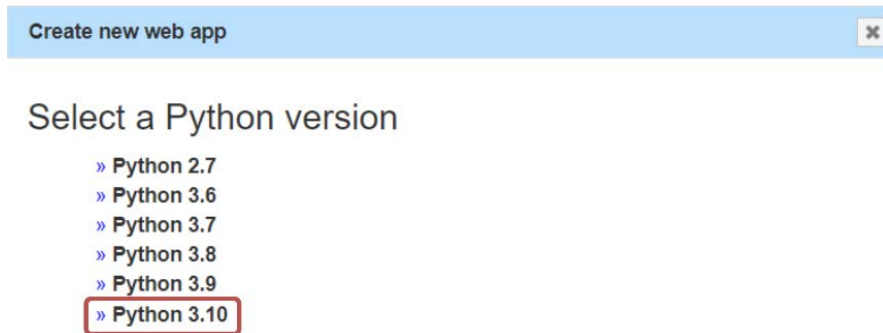 Create new web app
Select a Python version
» Python 2.7
» Python 3.6
» Python 3.7
» Python 3.8
» Python 3.9
» Python 3.10